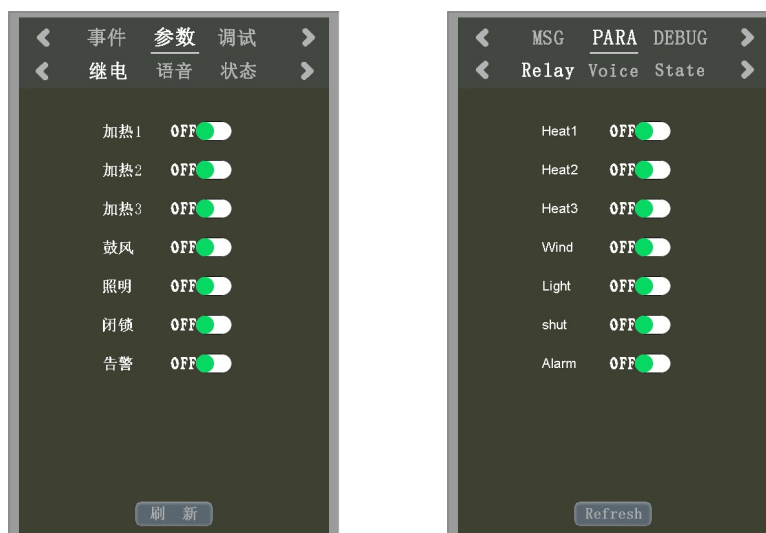 事件 参数 调试
继电 语音 状态
加热1 OFF
加热2 OFF
加热3 OFF
鼓风 OFF
照明 OFF
闭锁 OFF
告警 OFF
刷 新
MSG PARA DEBUG
Relay Voice State
Heat1 OFF
Heat2 OFF
Heat3 OFF
Wind OFF
Light OFF
shut OFF
Alarm OFF
Refresh